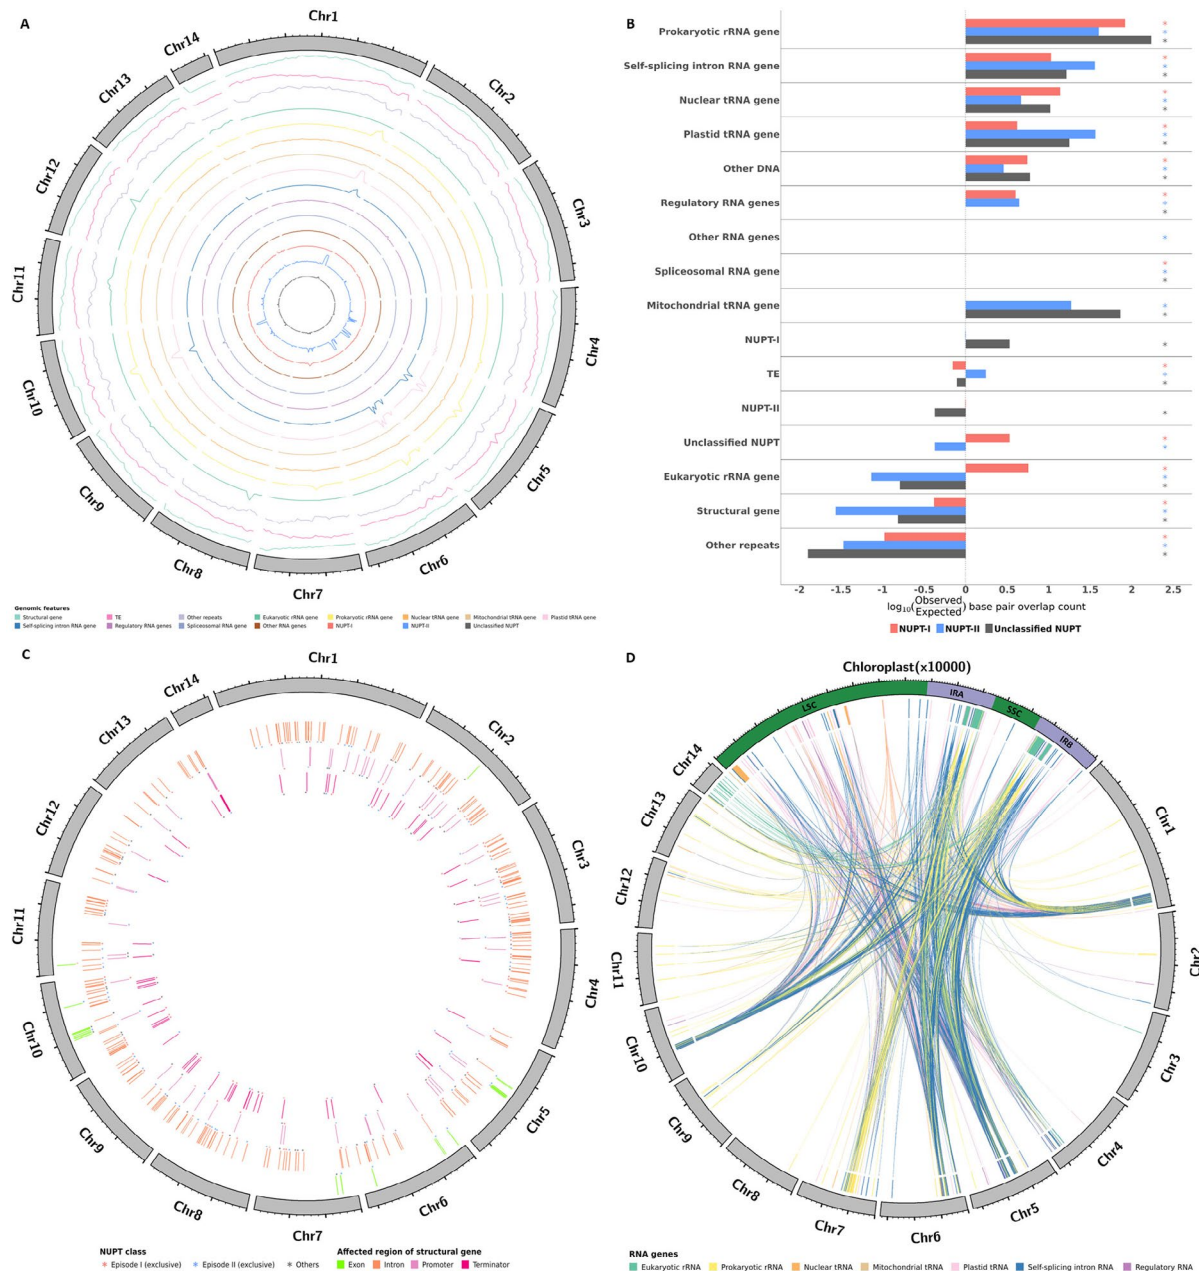 A
Chr1
Chr2
Chr3
Chr4
Chr5
Chr6
Chr7
Chr8
Chr9
Chr10
Chr11
Chr12
Chr13
Chr14
Genomic features
Structural gene
TE
Other repeats
Eukaryotic rRNA gene
Prokaryotic rRNA gene
Nuclear tRNA gene
Mitochondrial tRNA gene
Plastid tRNA gene
Self-splicing intron RNA gene
Regulatory RNA genes
Spliceosomal RNA gene
Other RNA genes
NUPT-I
NUPT-II
Unclassified NUPT
B
Prokaryotic rRNA gene
* * *
Self-splicing intron RNA gene
* * *
Nuclear tRNA gene
* * *
Plastid tRNA gene
* * *
Other DNA
* * *
Regulatory RNA genes
* * *
Other RNA genes
*
Spliceosomal RNA gene
* * *
Mitochondrial tRNA gene
* *
NUPT-I
*
TE
* * *
NUPT-II
*
Unclassified NUPT
* *
Eukaryotic rRNA gene
* * *
Structural gene
* * *
Other repeats
* * *
-2 -1.5 -1 -0.5 0 0.5 1 1.5 2 2.5
log10(Observed/Expected) base pair overlap count
NUPT-I NUPT-II Unclassified NUPT
C
Chr1
Chr2
Chr3
Chr4
Chr5
Chr6
Chr7
Chr8
Chr9
Chr10
Chr11
Chr12
Chr13
Chr14
NUPT class
* Episode I (exclusive) * Episode II (exclusive) * Others
Affected region of structural gene
Exon Intron Promoter Terminator
D
Chloroplast(x10000)
LSC
IRA
SSC
IRB
Chr1
Chr2
Chr3
Chr4
Chr5
Chr6
Chr7
Chr8
Chr9
Chr10
Chr11
Chr12
Chr13
Chr14
RNA genes
Eukaryotic rRNA Prokaryotic rRNA Nuclear tRNA Mitochondrial tRNA Plastid tRNA Self-splicing intron RNA Regulatory RNA